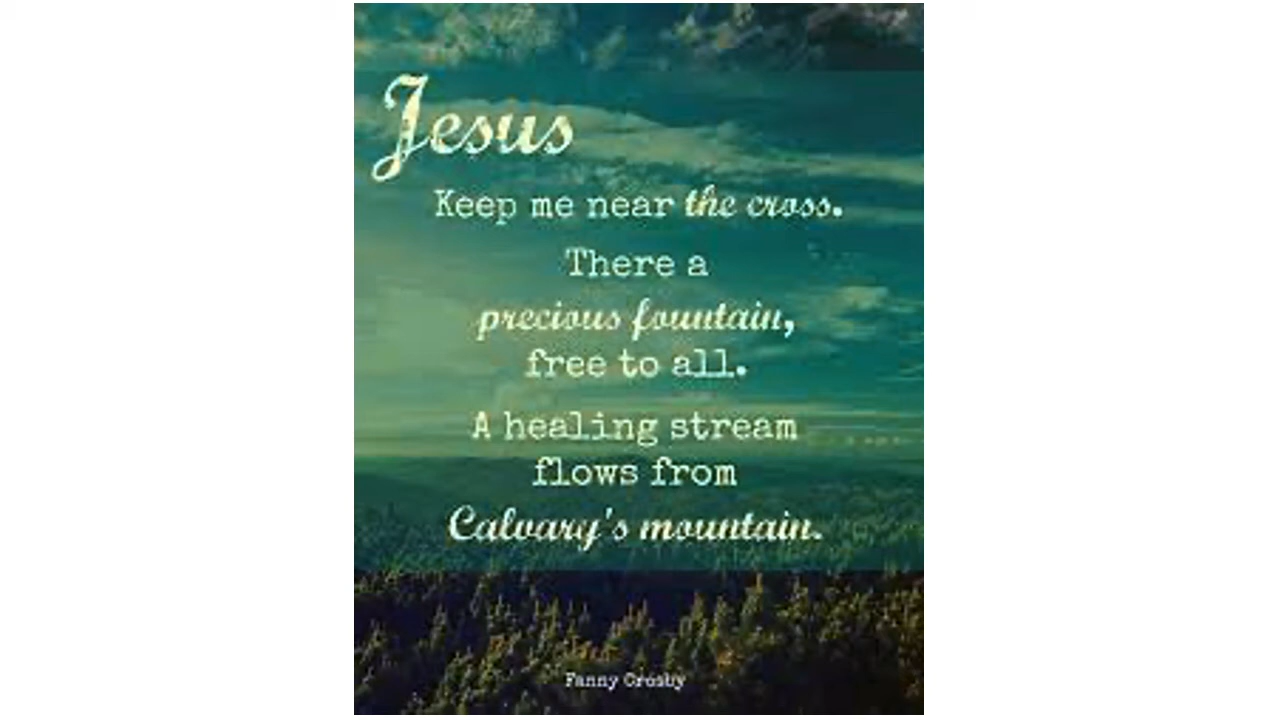 Jesus
Keep me near the cross.
There a
precious fountain,
free to all.
A healing stream
flows from
Calvary's mountain.
Fanny Crosby